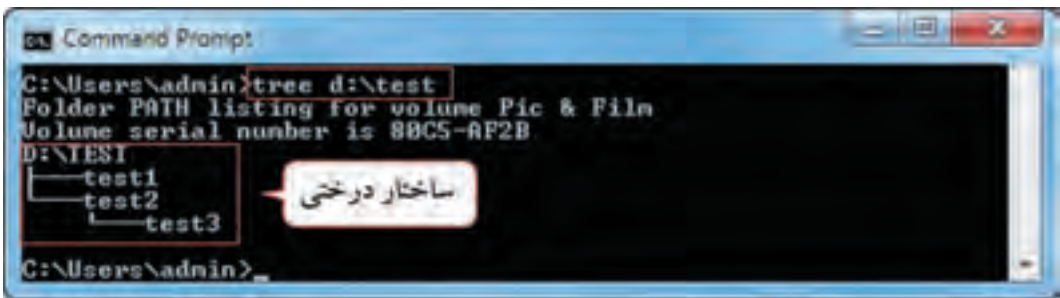 Command Prompt
C:\Users\admin>tree d:\test
Folder PATH listing for volume Pic & Film
Volume serial number is 80C5-AF2B
D:\TEST
├───test1
└───test2
    └───test3
ساختار درختی
C:\Users\admin>_